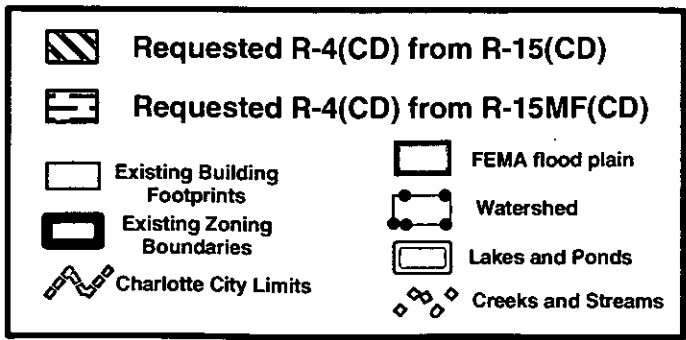 Requested R-4(CD) from R-15(CD)
Requested R-4(CD) from R-15MF(CD)
Existing Building
Footprints
Existing Zoning
Boundaries
Charlotte City Limits
FEMA flood plain
Watershed
Lakes and Ponds
Creeks and Streams